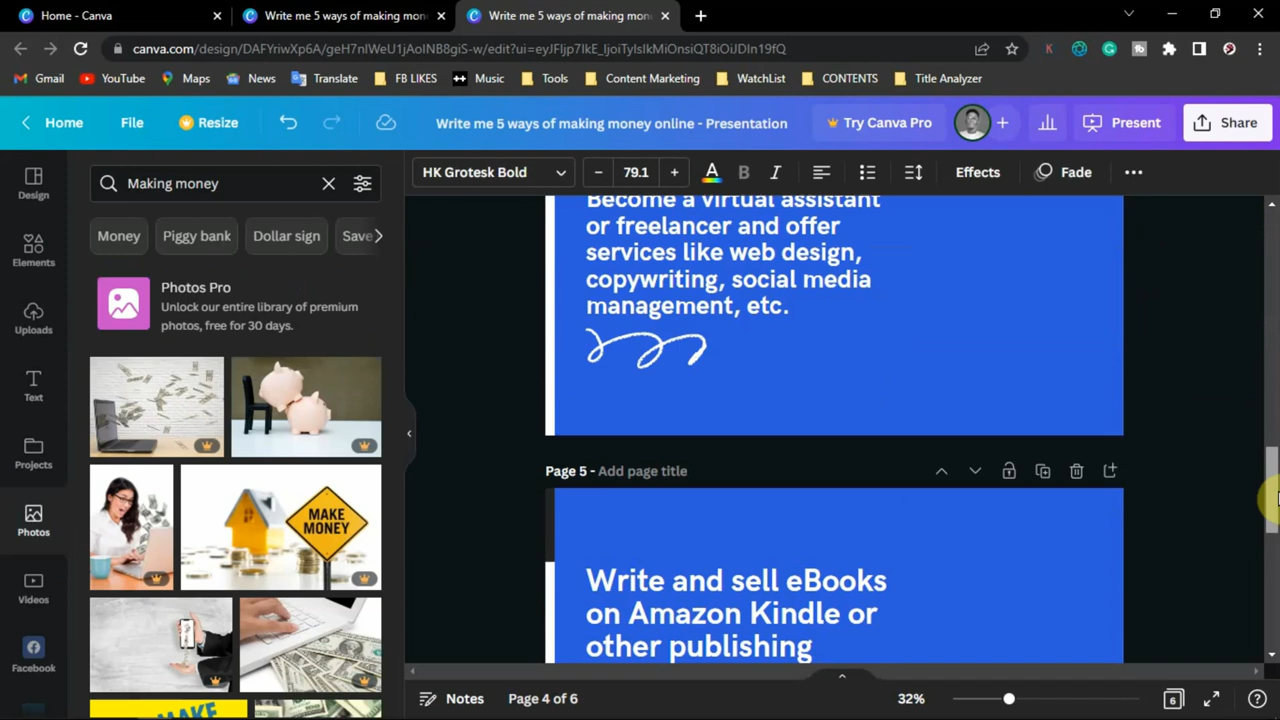 Home - Canva
Write me 5 ways of making mone
Write me 5 ways of making mone
canva.com/design/DAFYriwXp6A/geH7nIWeU1jAoINB8giS-w/edit?ui=eyJFIjp7IkE_IjoiTyIsIkMiOnsiQT8iOiJDIn19fQ
Gmail
YouTube
Maps
News
Translate
FB LIKES
Music
Tools
Content Marketing
WatchList
CONTENTS
Title Analyzer
Home
File
Resize
Write me 5 ways of making money online - Presentation
Try Canva Pro
Present
Share
Design
Elements
Uploads
Text
Projects
Photos
Videos
Facebook
Making money
Money
Piggy bank
Dollar sign
Save
Photos Pro
Unlock our entire library of premium
photos, free for 30 days.
MAKE
MONEY
MAKE
HK Grotesk Bold
79.1
A
B
I
Effects
Fade
Become a virtual assistant
or freelancer and offer
services like web design,
copywriting, social media
management, etc.
Page 5 - Add page title
Write and sell eBooks
on Amazon Kindle or
other publishing
Notes
Page 4 of 6
32%
6